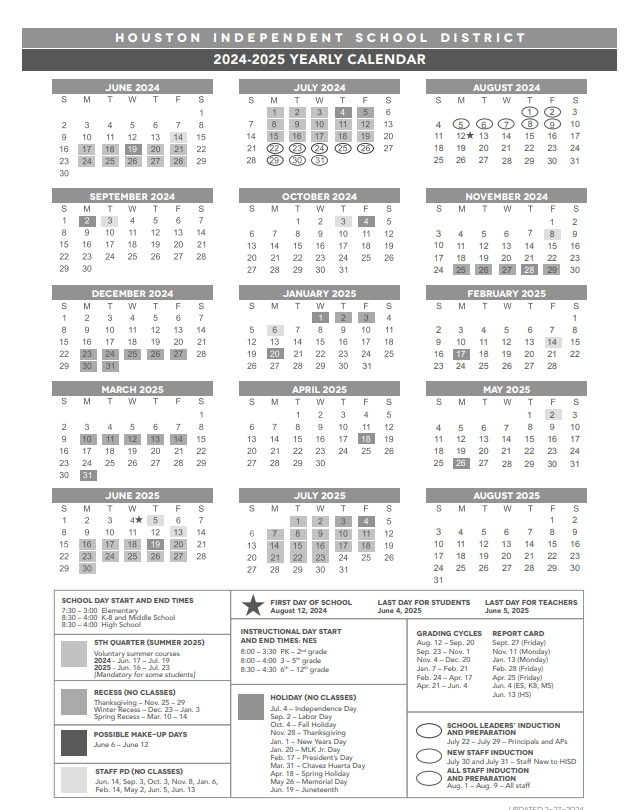 HOUSTON INDEPENDENT SCHOOL DISTRICT
2024-2025 YEARLY CALENDAR
JUNE 2024
S M T W T F S
1
2 3 4 5 6 7 8
9 10 11 12 13 14 15
16 17 18 19 20 21 22
23 24 25 26 27 28 29
30
JULY 2024
S M T W T F S
1 2 3 4 5 6
7 8 9 10 11 12 13
14 15 16 17 18 19 20
21 22 23 24 25 26 27
28 29 30 31
AUGUST 2024
S M T W T F S
1 2 3
4 5 6 7 8 9 10
11 12★ 13 14 15 16 17
18 19 20 21 22 23 24
25 26 27 28 29 30 31
SEPTEMBER 2024
S M T W T F S
1 2 3 4 5 6 7
8 9 10 11 12 13 14
15 16 17 18 19 20 21
22 23 24 25 26 27 28
29 30
OCTOBER 2024
S M T W T F S
1 2 3 4 5
6 7 8 9 10 11 12
13 14 15 16 17 18 19
20 21 22 23 24 25 26
27 28 29 30 31
NOVEMBER 2024
S M T W T F S
1 2
3 4 5 6 7 8 9
10 11 12 13 14 15 16
17 18 19 20 21 22 23
24 25 26 27 28 29 30
DECEMBER 2024
S M T W T F S
1 2 3 4 5 6 7
8 9 10 11 12 13 14
15 16 17 18 19 20 21
22 23 24 25 26 27 28
29 30 31
JANUARY 2025
S M T W T F S
1 2 3 4
5 6 7 8 9 10 11
12 13 14 15 16 17 18
19 20 21 22 23 24 25
26 27 28 29 30 31
FEBRUARY 2025
S M T W T F S
1
2 3 4 5 6 7 8
9 10 11 12 13 14 15
16 17 18 19 20 21 22
23 24 25 26 27 28
MARCH 2025
S M T W T F S
1
2 3 4 5 6 7 8
9 10 11 12 13 14 15
16 17 18 19 20 21 22
23 24 25 26 27 28 29
30 31
APRIL 2025
S M T W T F S
1 2 3 4 5
6 7 8 9 10 11 12
13 14 15 16 17 18 19
20 21 22 23 24 25 26
27 28 29 30
MAY 2025
S M T W T F S
1 2 3
4 5 6 7 8 9 10
11 12 13 14 15 16 17
18 19 20 21 22 23 24
25 26 27 28 29 30 31
JUNE 2025
S M T W T F S
1 2 3 4★ 5 6 7
8 9 10 11 12 13 14
15 16 17 18 19 20 21
22 23 24 25 26 27 28
29 30
JULY 2025
S M T W T F S
1 2 3 4 5
6 7 8 9 10 11 12
13 14 15 16 17 18 19
20 21 22 23 24 25 26
27 28 29 30 31
AUGUST 2025
S M T W T F S
1 2
3 4 5 6 7 8 9
10 11 12 13 14 15 16
17 18 19 20 21 22 23
24 25 26 27 28 29 30
31
SCHOOL DAY START AND END TIMES
7:30 – 3:00 Elementary
8:30 – 4:00 K-8 and Middle School
8:30 – 4:00 High School
5TH QUARTER (SUMMER 2025)
Voluntary summer courses
2024 - Jun. 17 – Jul. 19
2025 - Jun. 16 – Jul. 23
[Mandatory for some students]
RECESS (NO CLASSES)
Thanksgiving – Nov. 25 – 29
Winter Recess – Dec. 23 – Jan. 3
Spring Recess – Mar. 10 – 14
POSSIBLE MAKE-UP DAYS
June 6 – June 12
STAFF PD (NO CLASSES)
Jun. 14, Sep. 3, Oct. 3, Nov. 8, Jan. 6,
Feb. 14, May 2, Jun. 5, Jun. 13
FIRST DAY OF SCHOOL
August 12, 2024
LAST DAY FOR STUDENTS
June 4, 2025
LAST DAY FOR TEACHERS
June 5, 2025
INSTRUCTIONAL DAY START
AND END TIMES: NES
8:00 – 3:30 PK – 2nd grade
8:00 – 4:00 3 – 5th grade
8:30 – 4:30 6th – 12th grade
HOLIDAY (NO CLASSES)
Jul. 4 – Independence Day
Sep. 2 – Labor Day
Oct. 4 – Fall Holiday
Nov. 28 – Thanksgiving
Jan. 1 – New Years Day
Jan. 20 – MLK Jr. Day
Feb. 17 – President's Day
Mar. 31 – Chavez Huerta Day
Apr. 18 – Spring Holiday
May 26 – Memorial Day
Jun. 19 – Juneteenth
GRADING CYCLES REPORT CARD
Aug. 12 – Sep. 20 Sept. 27 (Friday)
Sep. 23 – Nov. 1 Nov. 11 (Monday)
Nov. 4 – Dec. 20 Jan. 13 (Monday)
Jan. 7 – Feb. 21 Feb. 28 (Friday)
Feb. 24 – Apr. 17 Apr. 25 (Friday)
Apr. 21 – Jun. 4 Jun. 4 (ES, K8, MS)
Jun. 13 (HS)
SCHOOL LEADERS' INDUCTION
AND PREPARATION
July 22 – July 29 – Principals and APs
NEW STAFF INDUCTION
July 30 and July 31 – Staff New to HISD
ALL STAFF INDUCTION
AND PREPARATION
Aug. 1 – Aug. 9 – All staff
UPDATED 2–27–2024